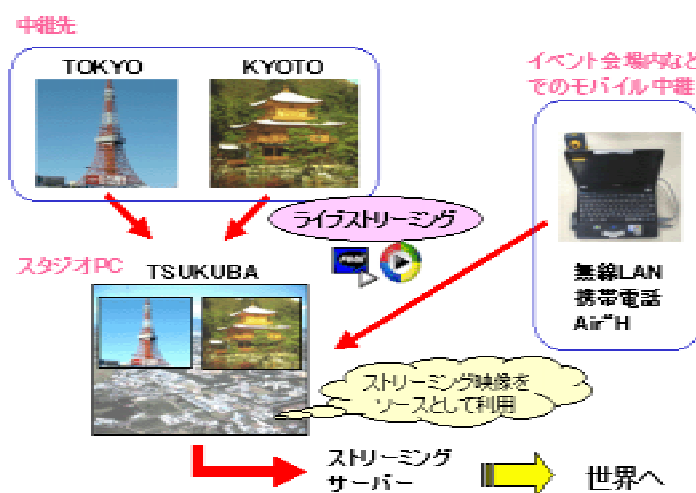 中継先
TOKYO
KYOTO
イベント会場内など
でのモバイル中継
ライブストリーミング
スタジオPC
TSUKUBA
無線LAN
携帯電話
Air"H
ストリーミング映像を
ソースとして利用
ストリーミング
サーバー
世界へ